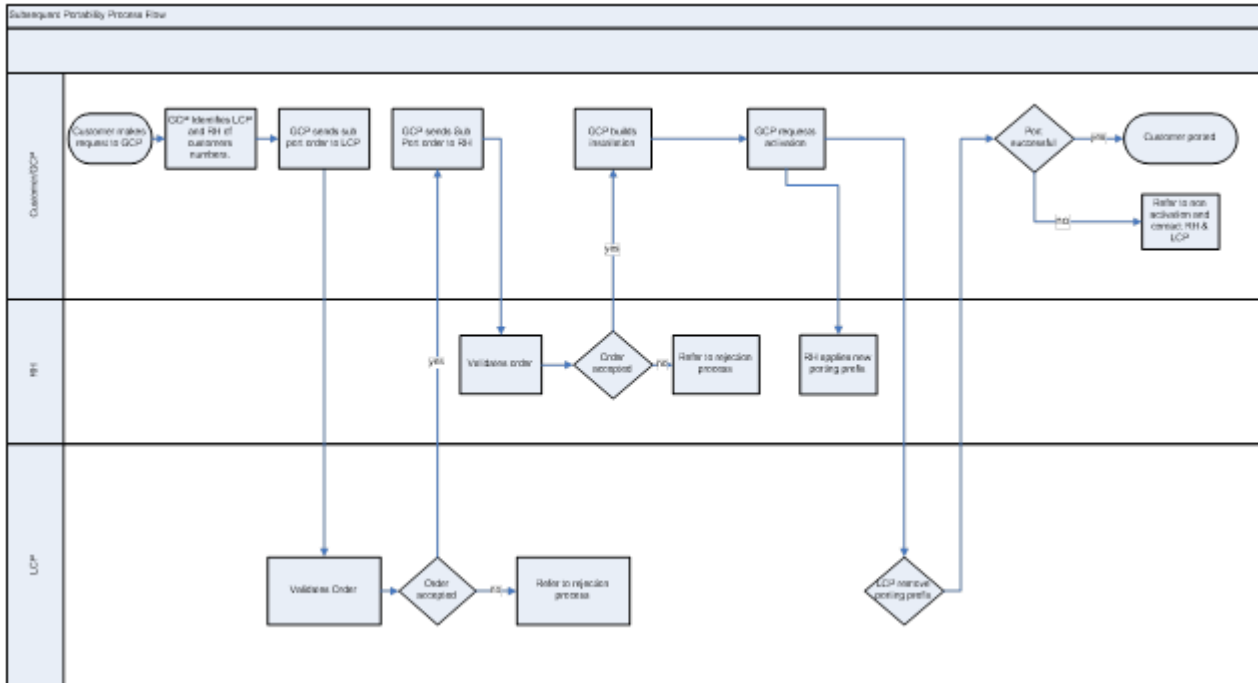 Subsequent Portability Process Flow
Customer/GCP
Customer makes
request to GCP
GCP Identifies LCP
and RH of
customers
numbers.
GCP sends sub
port order to LCP
GCP sends Sub
Port order to RH
GCP builds
installation
GCP requests
activation
Port
successful
yes
Customer ported
no
Refer to non
activation and
contact RH &
LCP
yes
RH
yes
Validates order
Order
accepted
no
Refer to rejection
process
RH applies new
porting prefix
LCP
Validates Order
Order
accepted
no
Refer to rejection
process
LCP remove
porting prefix